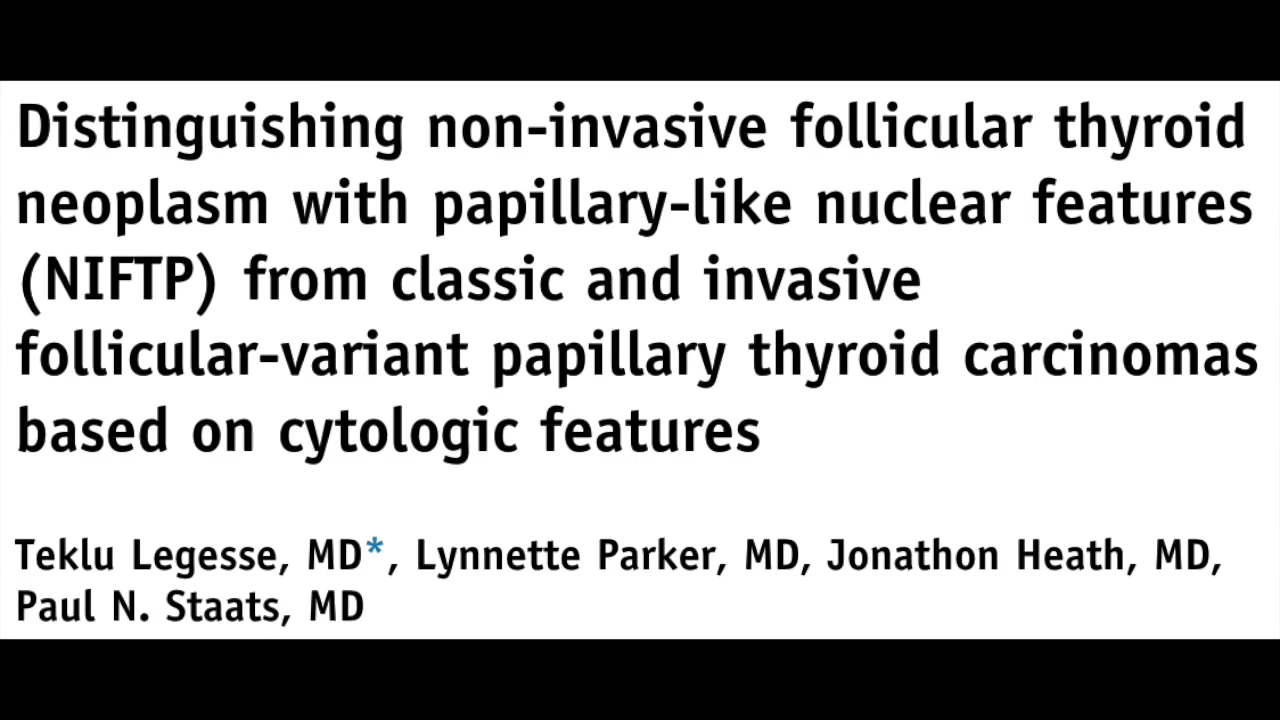 Distinguishing non-invasive follicular thyroid
neoplasm with papillary-like nuclear features
(NIFTP) from classic and invasive
follicular-variant papillary thyroid carcinomas
based on cytologic features
Teklu Legesse, MD*, Lynnette Parker, MD, Jonathon Heath, MD,
Paul N. Staats, MD